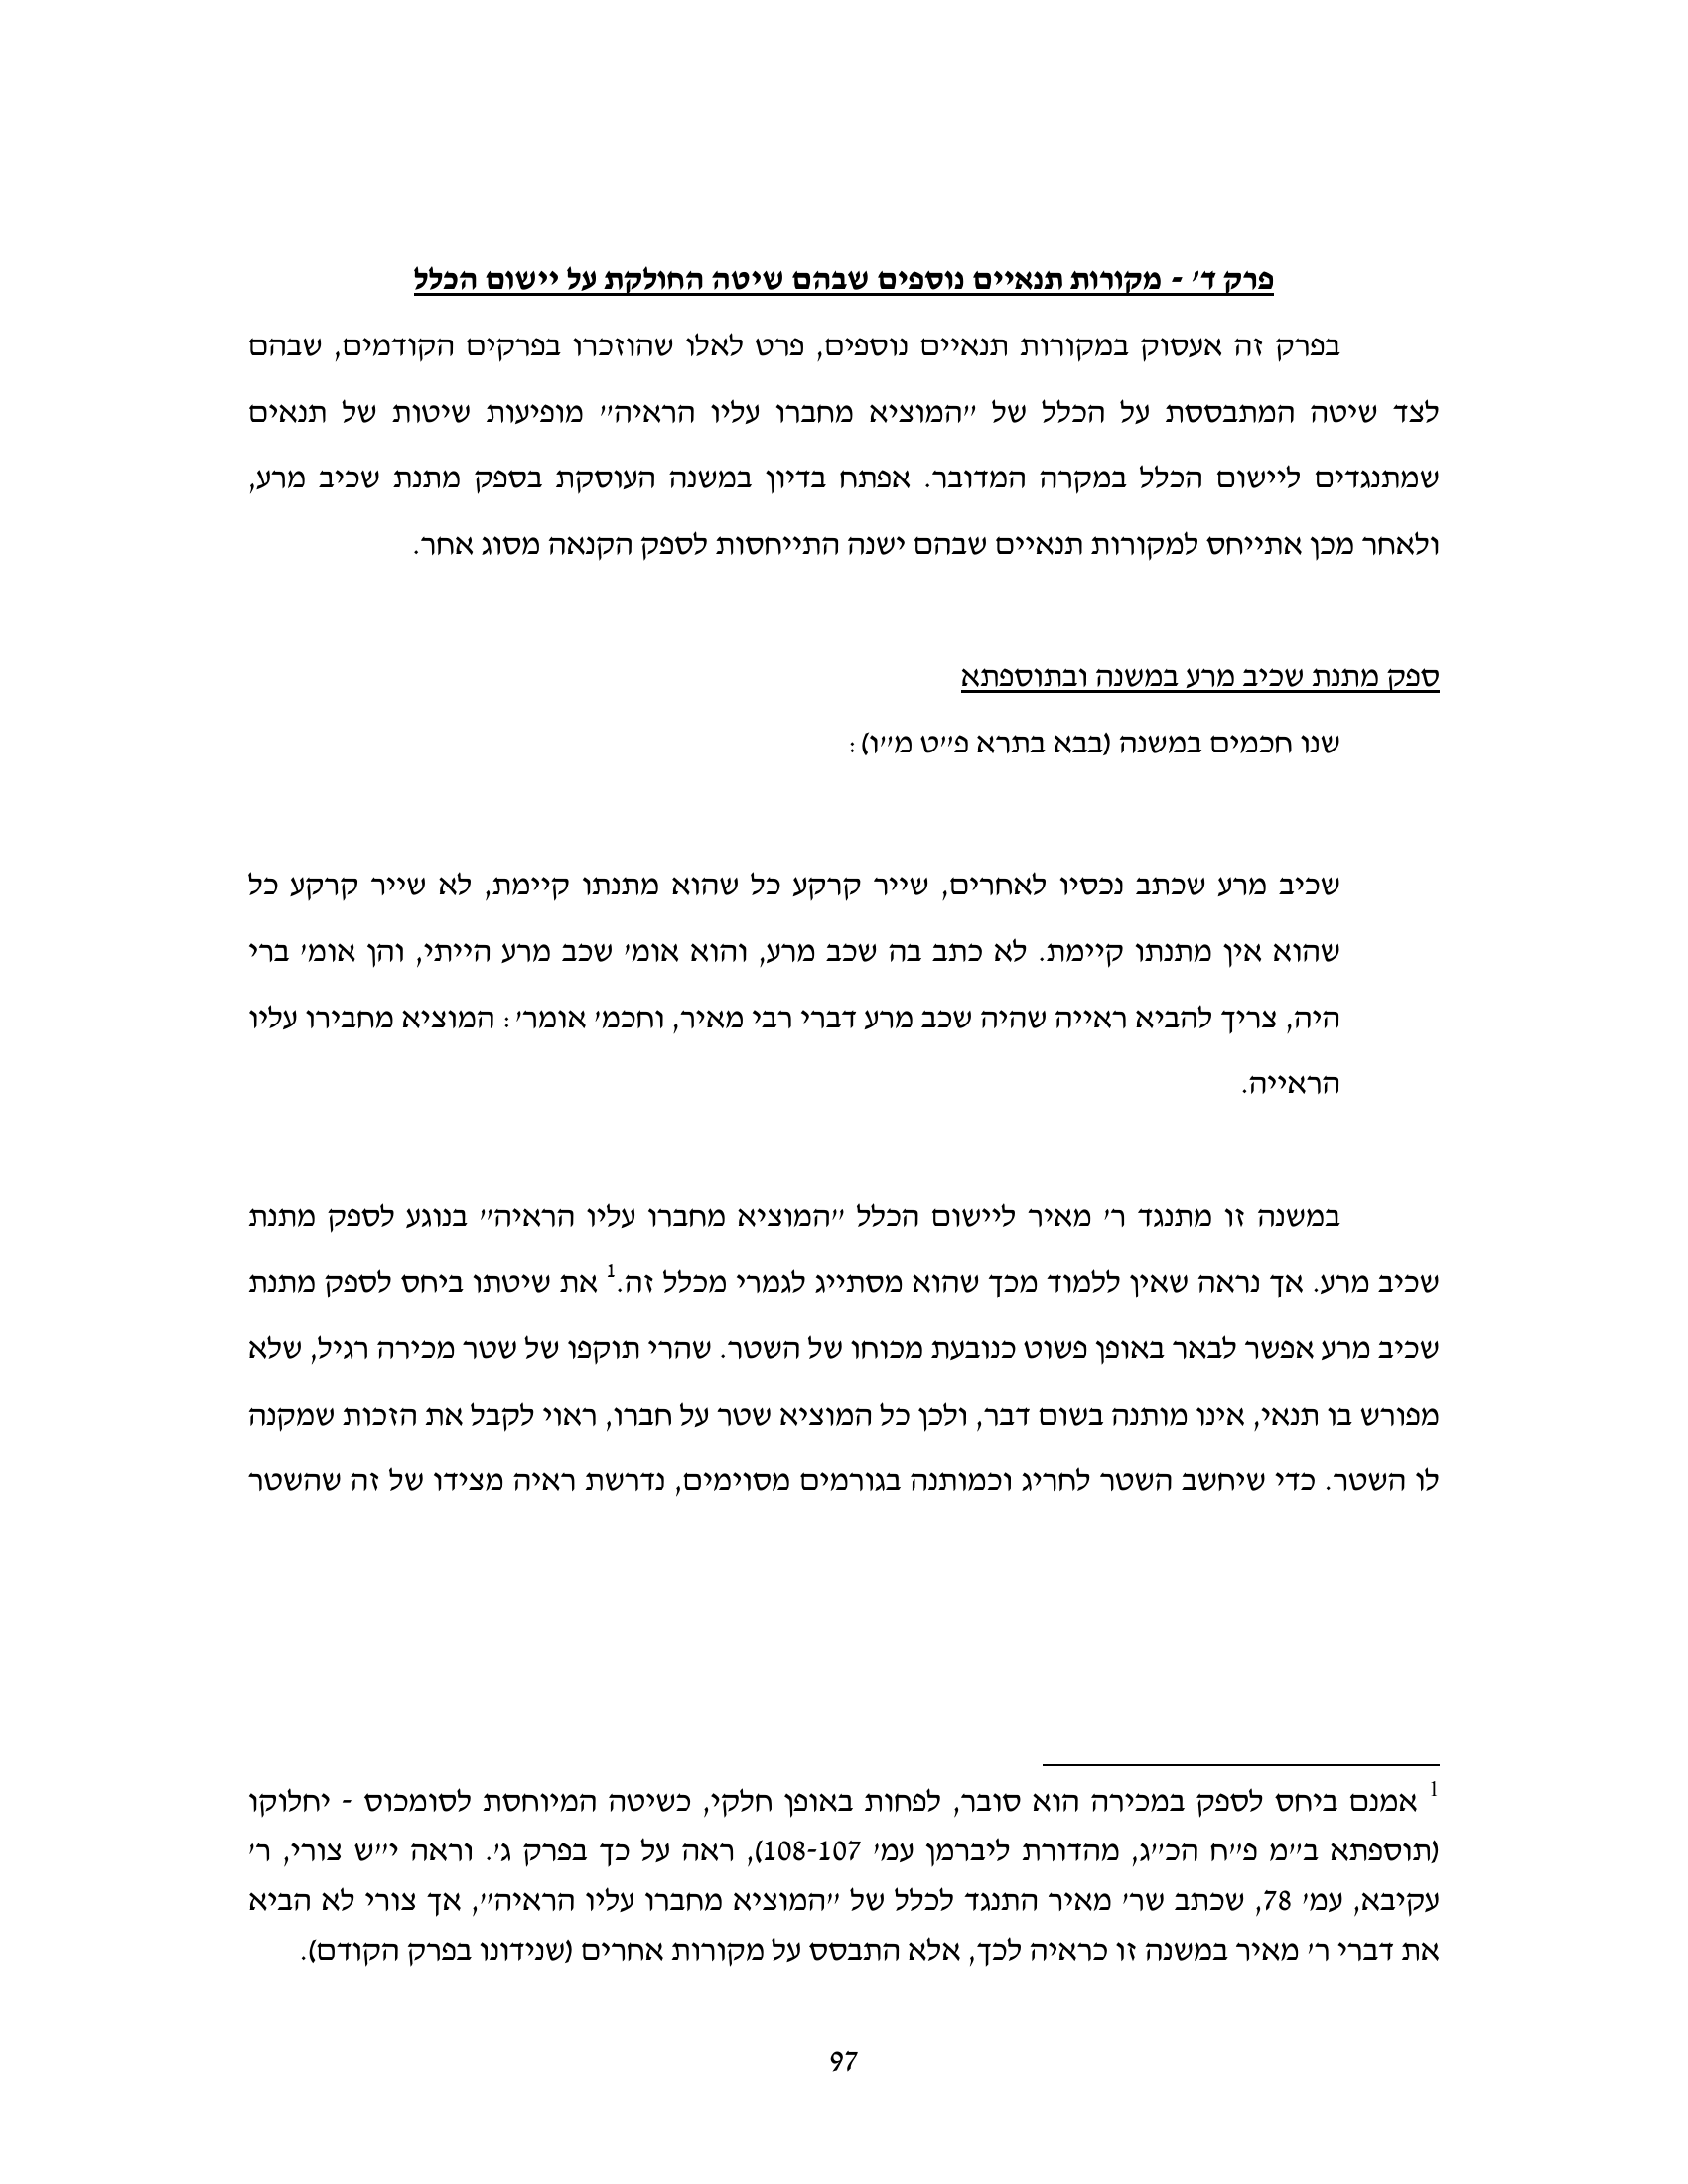 פרק ד' - מקורות תנאיים נוספים שבהם שיטה החולקת על יישום הכלל
בפרק זה אעסוק במקורות תנאיים נוספים, פרט לאלו שהוזכרו בפרקים הקודמים, שבהם
לצד שיטה המתבססת על הכלל של "המוציא מחברו עליו הראיה" מופיעות שיטות של תנאים
שמתנגדים ליישום הכלל במקרה המדובר. אפתח בדיון במשנה העוסקת בספק מתנת שכיב מרע,
ולאחר מכן אתייחס למקורות תנאיים שבהם ישנה התייחסות לספק הקנאה מסוג אחר.
ספק מתנת שכיב מרע במשנה ובתוספתא
שנו חכמים במשנה (בבא בתרא פ"ט מ"ו):
שכיב מרע שכתב נכסיו לאחרים, שייר קרקע כל שהוא מתנתו קיימת, לא שייר קרקע כל
שהוא אין מתנתו קיימת. לא כתב בה שכב מרע, והוא אומ' שכב מרע הייתי, והן אומ' ברי
היה, צריך להביא ראייה שהיה שכב מרע דברי רבי מאיר, וחכמ' אומר': המוציא מחבירו עליו
הראייה.
במשנה זו מתנגד ר' מאיר ליישום הכלל "המוציא מחברו עליו הראיה" בנוגע לספק מתנת
שכיב מרע. אך נראה שאין ללמוד מכך שהוא מסתייג לגמרי מכלל זה.1 את שיטתו ביחס לספק מתנת
שכיב מרע אפשר לבאר באופן פשוט כנובעת מכוחו של השטר. שהרי תוקפו של שטר מכירה רגיל, שלא
מפורש בו תנאי, אינו מותנה בשום דבר, ולכן כל המוציא שטר על חברו, ראוי לקבל את הזכות שמקנה
לו השטר. כדי שיחשב השטר לחריג וכמותנה בגורמים מסוימים, נדרשת ראיה מצידו של זה שהשטר
1 אמנם ביחס לספק במכירה הוא סובר, לפחות באופן חלקי, כשיטה המיוחסת לסומכוס - יחלוקו
(תוספתא ב"מ פ"ח הכ"ג, מהדורת ליברמן עמ' 108-107), ראה על כך בפרק ג'. וראה י"ש צורי, ר'
עקיבא, עמ' 78, שכתב שר' מאיר התנגד לכלל של "המוציא מחברו עליו הראיה", אך צורי לא הביא
את דברי ר' מאיר במשנה זו כראיה לכך, אלא התבסס על מקורות אחרים (שנידונו בפרק הקודם).
97